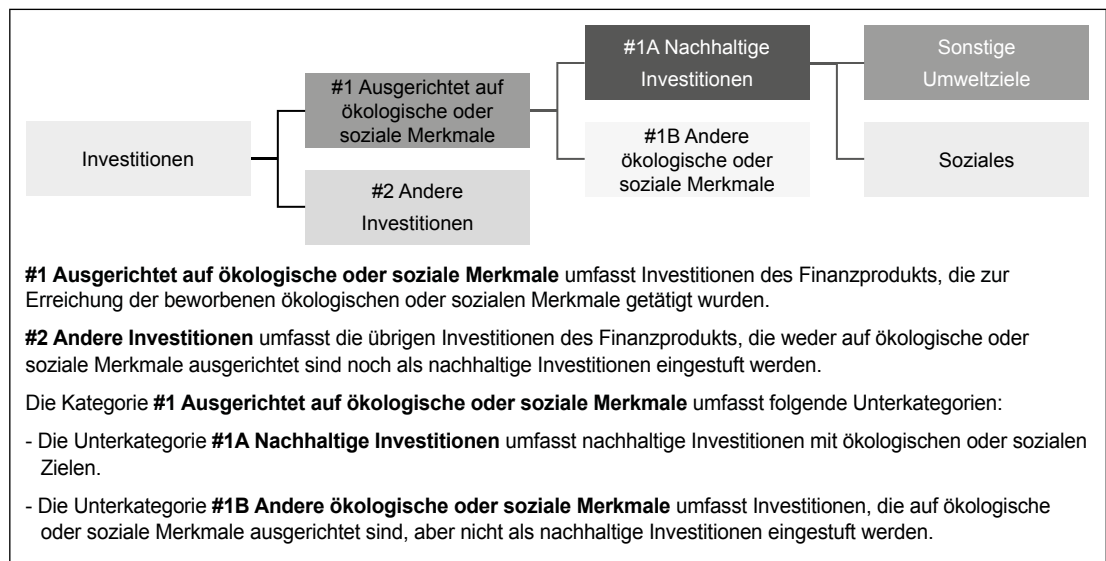 Investitionen
#1 Ausgerichtet auf
ökologische oder
soziale Merkmale
#2 Andere
Investitionen
#1A Nachhaltige
Investitionen
#1B Andere
ökologische oder
soziale Merkmale
Sonstige
Umweltziele
Soziales
#1 Ausgerichtet auf ökologische oder soziale Merkmale umfasst Investitionen des Finanzprodukts, die zur
Erreichung der beworbenen ökologischen oder sozialen Merkmale getätigt wurden.
#2 Andere Investitionen umfasst die übrigen Investitionen des Finanzprodukts, die weder auf ökologische oder
soziale Merkmale ausgerichtet sind noch als nachhaltige Investitionen eingestuft werden.
Die Kategorie #1 Ausgerichtet auf ökologische oder soziale Merkmale umfasst folgende Unterkategorien:
- Die Unterkategorie #1A Nachhaltige Investitionen umfasst nachhaltige Investitionen mit ökologischen oder sozialen
Zielen.
- Die Unterkategorie #1B Andere ökologische oder soziale Merkmale umfasst Investitionen, die auf ökologische
oder soziale Merkmale ausgerichtet sind, aber nicht als nachhaltige Investitionen eingestuft werden.